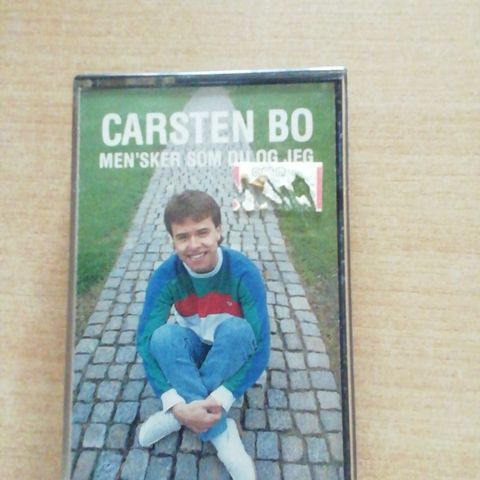 CARSTEN BO
MEN'SKER SOM DU OG JEG